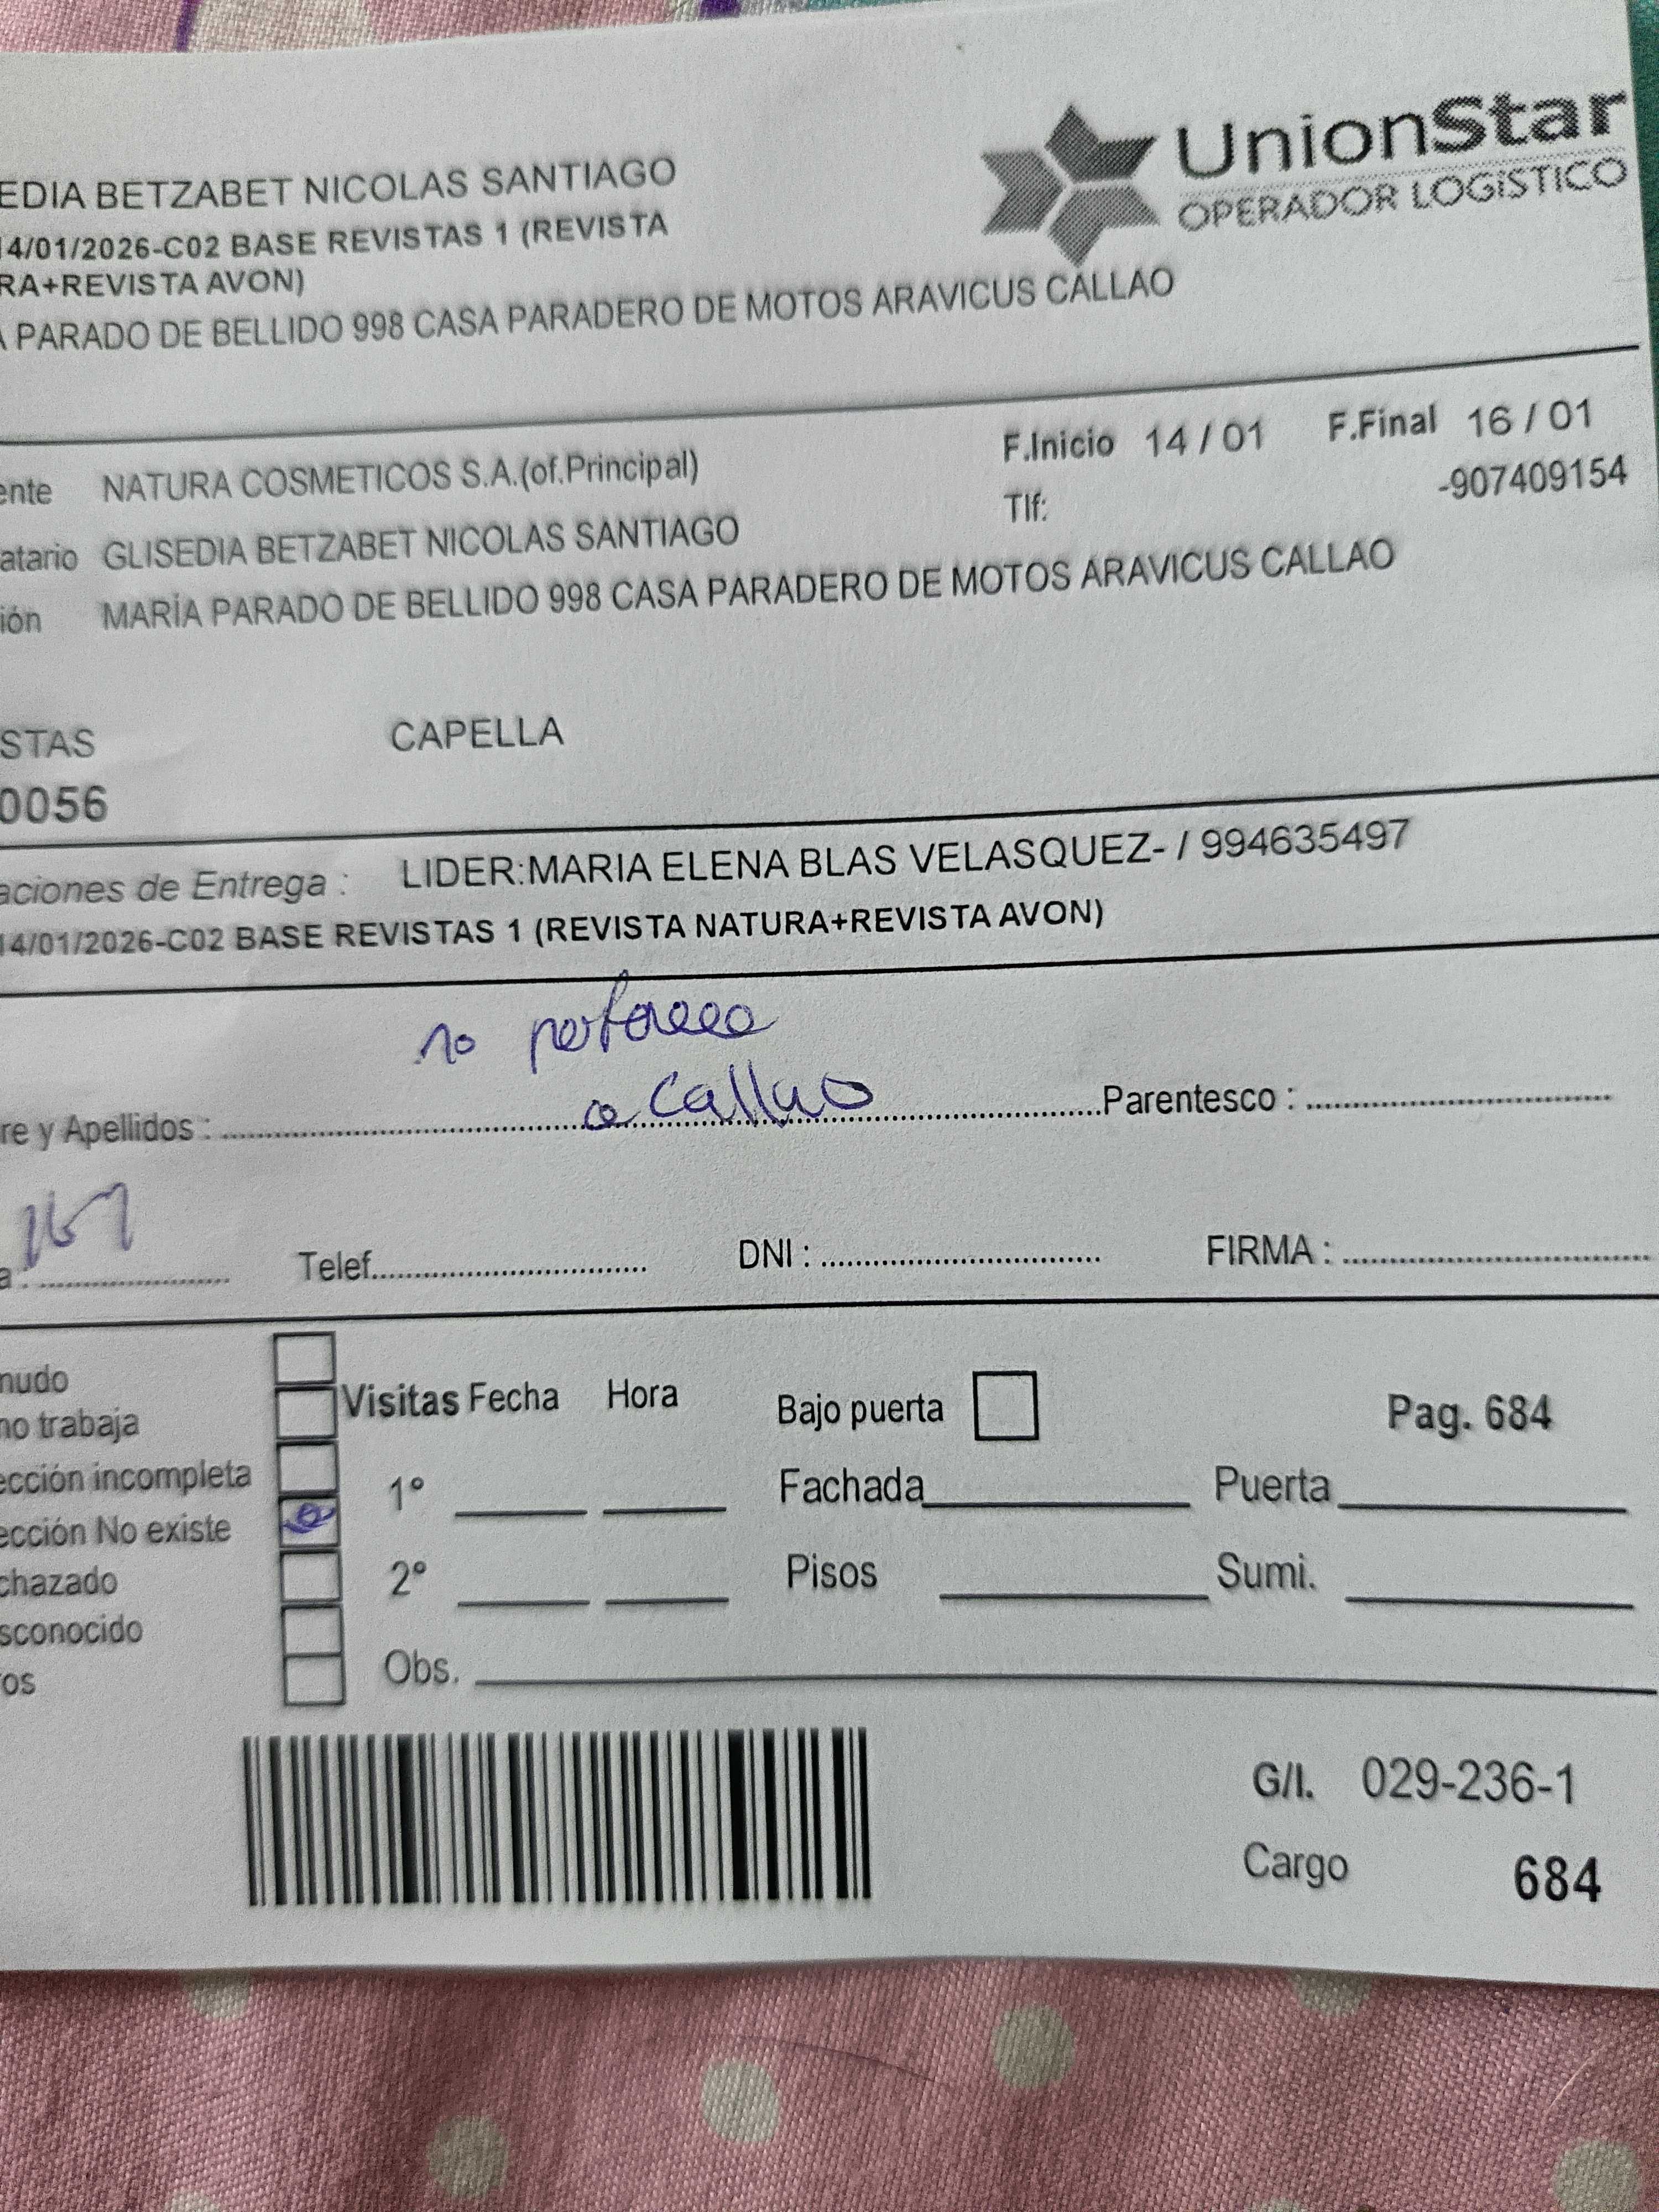 EDIA BETZABET NICOLAS SANTIAGO
14/01/2026-C02 BASE REVISTAS 1 (REVISTA
RA+REVISTA AVON)
A PARADO DE BELLIDO 998 CASA PARADERO DE MOTOS ARAVICUS CALLAO
UnionStar
OPERADOR LOGÍSTICO
ente NATURA COSMETICOS S.A.(of.Principal) F.Inicio 14 / 01 F.Final 16 / 01
atario GLISEDIA BETZABET NICOLAS SANTIAGO Tlf: -907409154
ión MARÍA PARADO DE BELLIDO 998 CASA PARADERO DE MOTOS ARAVICUS CALLAO
STAS CAPELLA
0056
aciones de Entrega : LIDER:MARIA ELENA BLAS VELASQUEZ- / 994635497
14/01/2026-C02 BASE REVISTAS 1 (REVISTA NATURA+REVISTA AVON)
no
a Callao
re y Apellidos : Parentesco :
a : Telef. DNI : FIRMA :
nudo
no trabaja
ección incompleta
ección No existe
chazado
sconocido
os
Visitas Fecha Hora
1°
2°
Obs.
Bajo puerta Pag. 684
Fachada Puerta
Pisos Sumi.
G/I. 029-236-1
Cargo 684